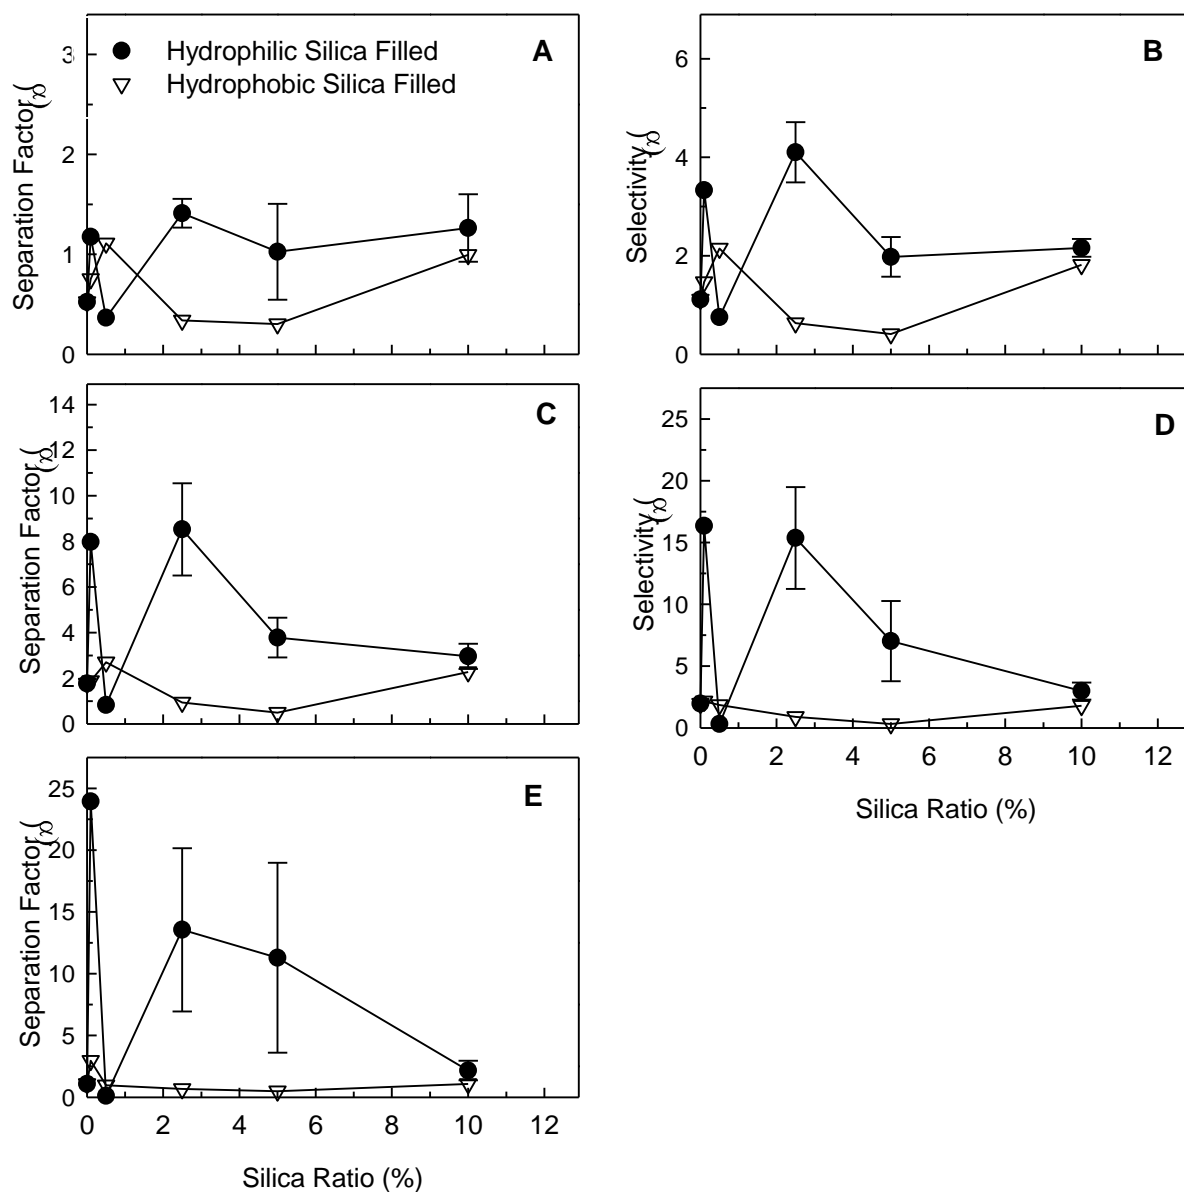 3
Hydrophilic Silica Filled
Hydrophobic Silica Filled
A
2
1
0
Separation Factor (α)
B
6
4
2
0
Selectivity (α)
C
14
12
10
8
6
4
2
0
Separation Factor (α)
D
25
20
15
10
5
0
Selectivity (α)
0 2 4 6 8 10 12
Silica Ratio (%)
E
25
20
15
10
5
0
Separation Factor (α)
0 2 4 6 8 10 12
Silica Ratio (%)